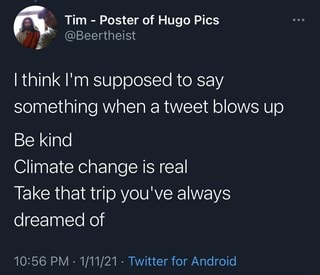 Tim - Poster of Hugo Pics
@Beertheist
I think I'm supposed to say
something when a tweet blows up
Be kind
Climate change is real
Take that trip you've always
dreamed of
10:56 PM · 1/11/21 · Twitter for Android